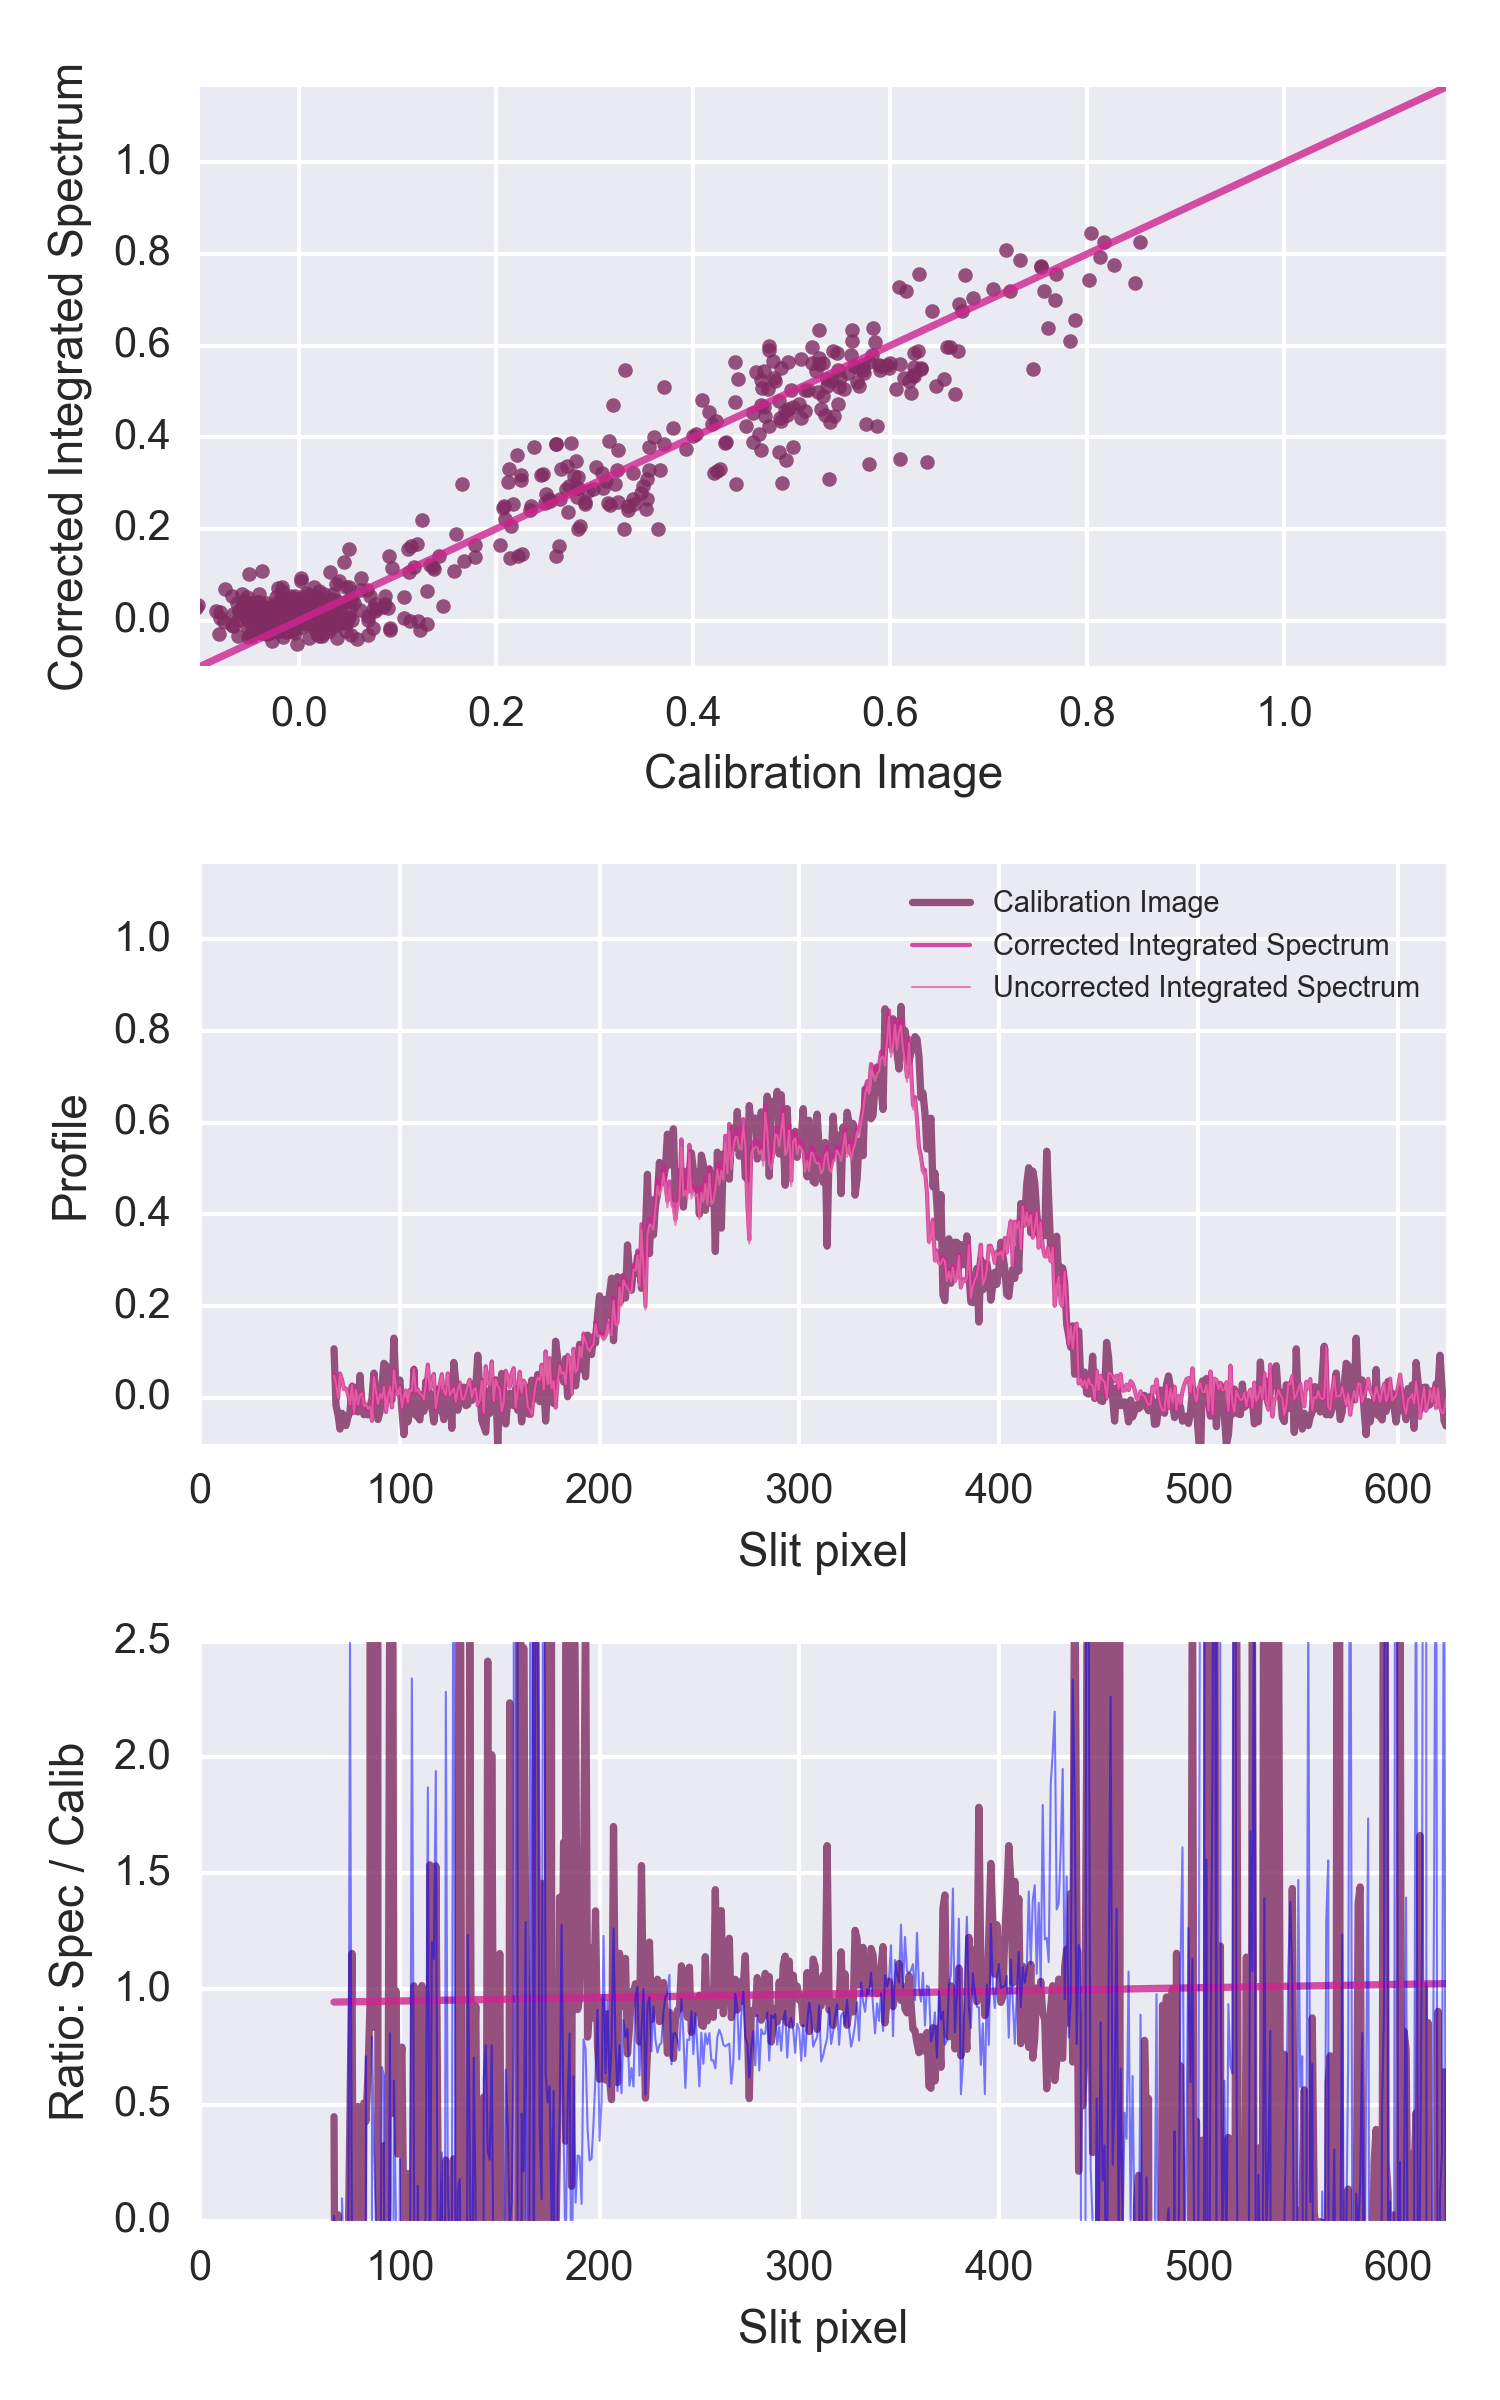 Corrected Integrated Spectrum
1.0
0.8
0.6
0.4
0.2
0.0
0.0 0.2 0.4 0.6 0.8 1.0
Calibration Image
Profile
1.0
0.8
0.6
0.4
0.2
0.0
Calibration Image
Corrected Integrated Spectrum
Uncorrected Integrated Spectrum
0 100 200 300 400 500 600
Slit pixel
Ratio: Spec / Calib
2.5
2.0
1.5
1.0
0.5
0.0
0 100 200 300 400 500 600
Slit pixel